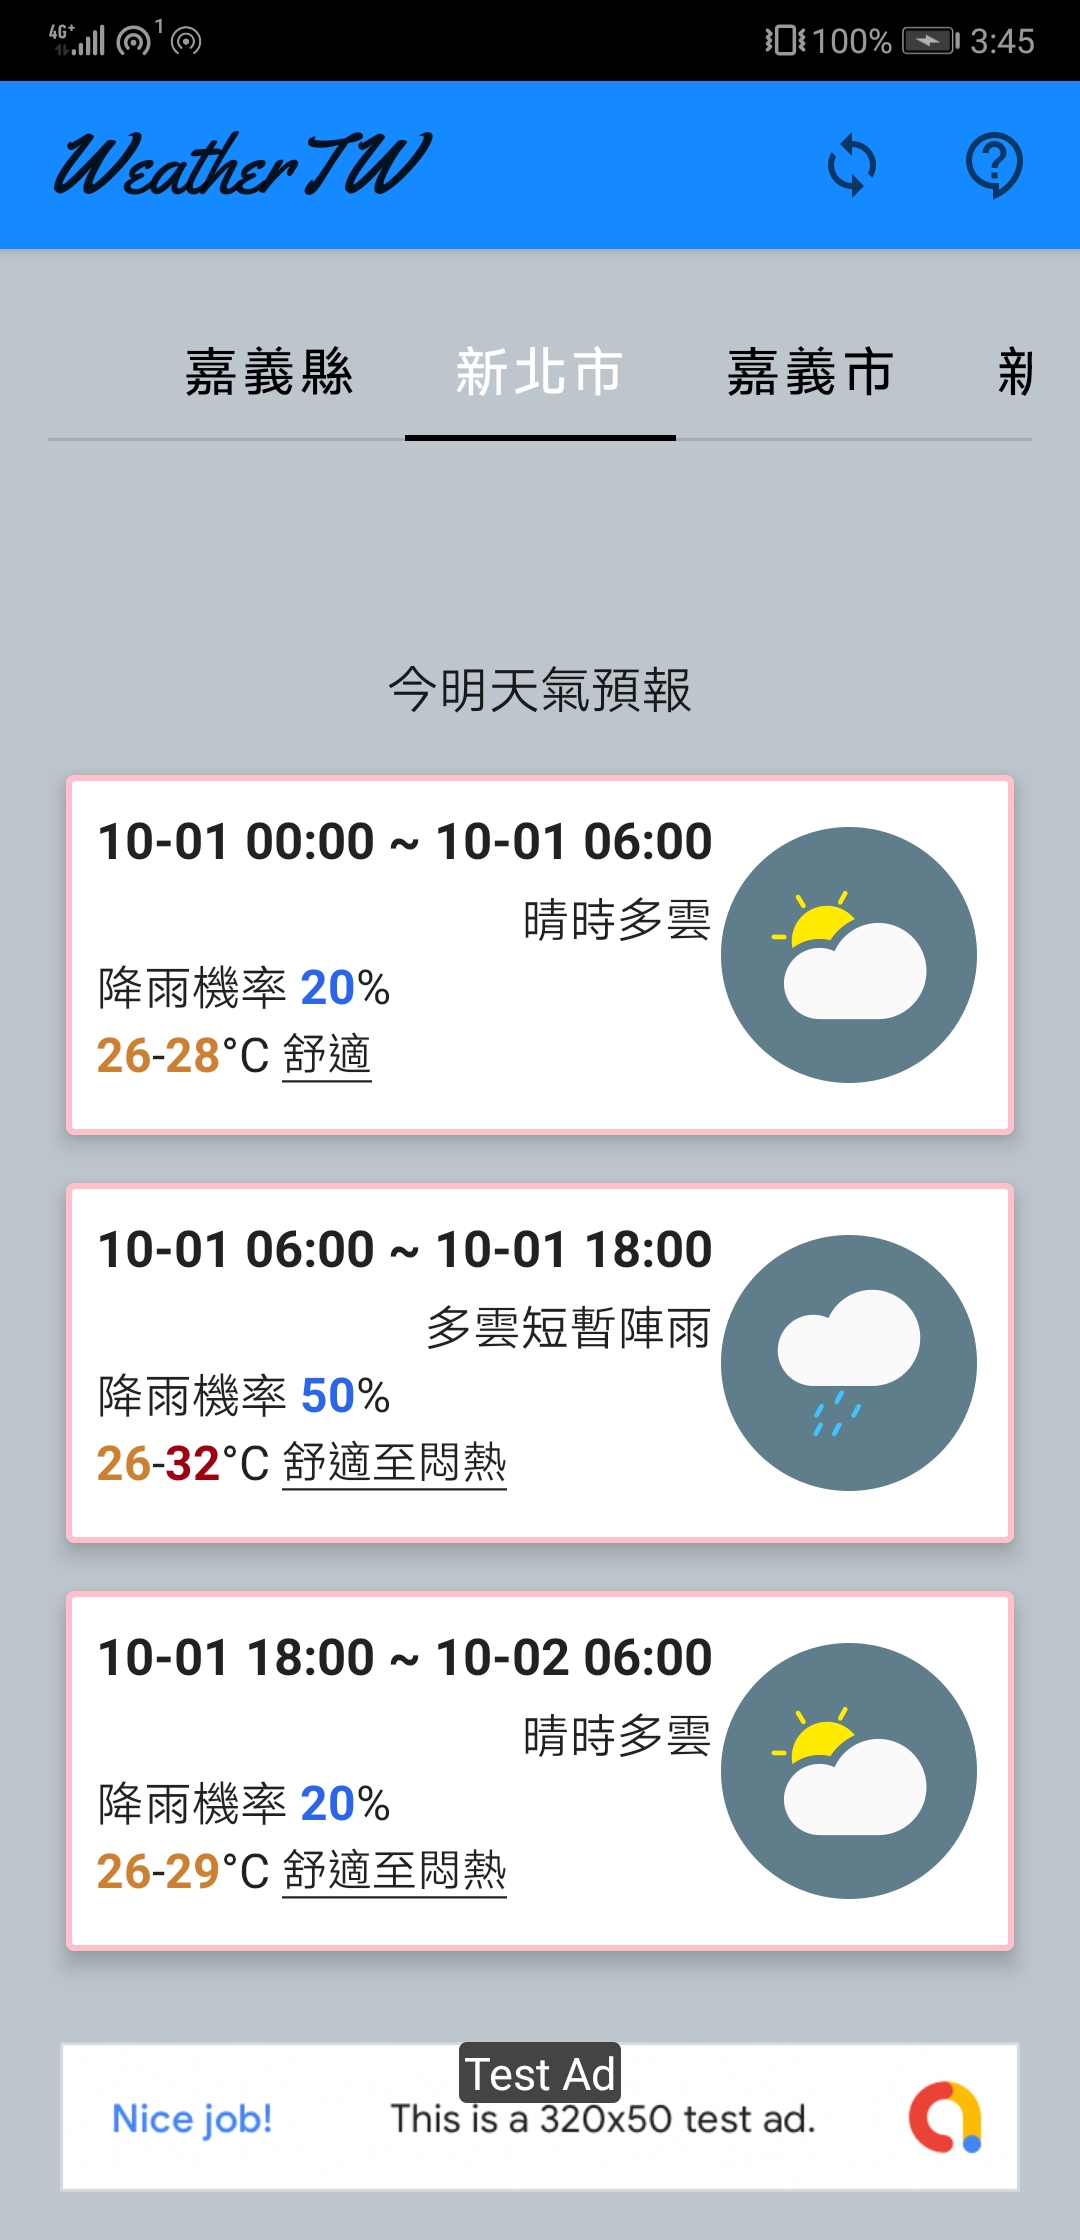 4G+ 1 100% 3:45
Weather TW
嘉義縣 新北市 嘉義市
今明天氣預報
10-01 00:00 ~ 10-01 06:00
晴時多雲
降雨機率 20%
26-28°C 舒適
10-01 06:00 ~ 10-01 18:00
多雲短暫陣雨
降雨機率 50%
26-32°C 舒適至悶熱
10-01 18:00 ~ 10-02 06:00
晴時多雲
降雨機率 20%
26-29°C 舒適至悶熱
Test Ad
Nice job! This is a 320x50 test ad.